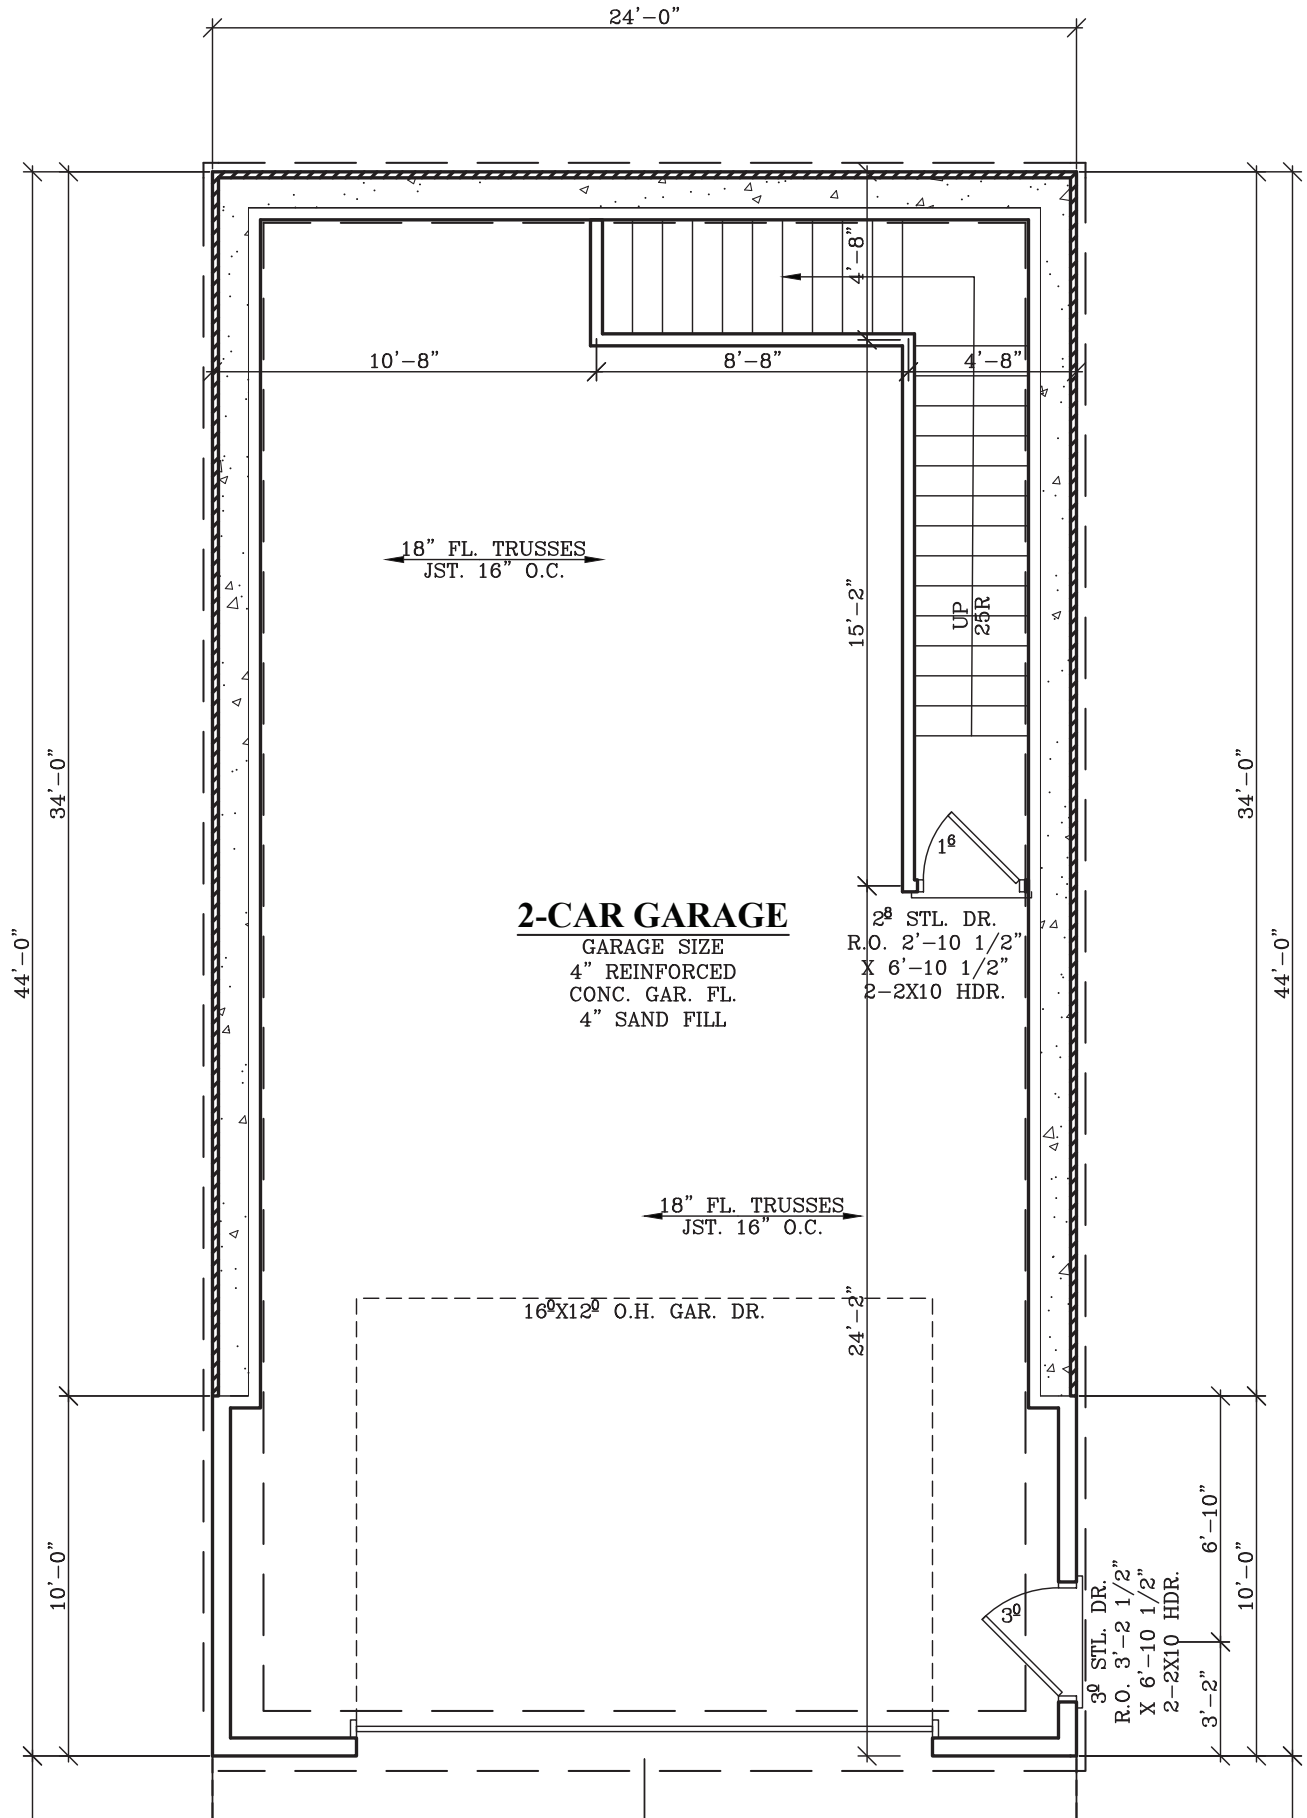 24'-0"
4'-8"
10'-8"
8'-8"
4'-8"
18" FL. TRUSSES
JST. 16" O.C.
15'-2"
UP
25R
34'-0"
34'-0"
1⁶
2-CAR GARAGE
GARAGE SIZE
4" REINFORCED
CONC. GAR. FL.
4" SAND FILL
2⁸ STL. DR.
R.O. 2'-10 1/2"
X 6'-10 1/2"
2-2X10 HDR.
44'-0"
44'-0"
18" FL. TRUSSES
JST. 16" O.C.
16⁰X12⁰ O.H. GAR. DR.
24'-2"
6'-10"
10'-0"
10'-0"
3⁰
3⁰ STL. DR.
R.O. 3'-2 1/2"
X 6'-10 1/2"
2-2X10 HDR.
3'-2"